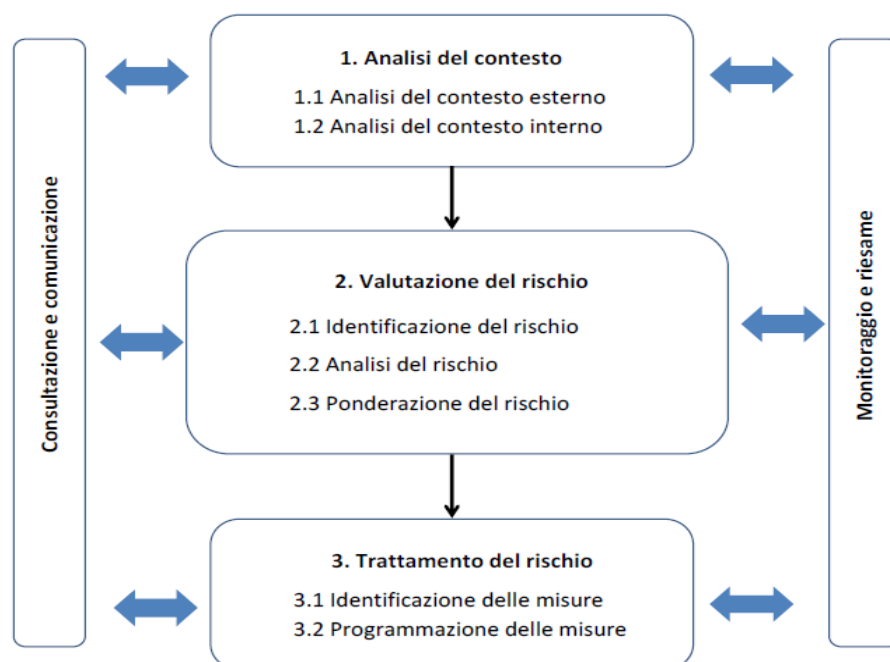 Consultazione e comunicazione
1. Analisi del contesto
1.1 Analisi del contesto esterno
1.2 Analisi del contesto interno
2. Valutazione del rischio
2.1 Identificazione del rischio
2.2 Analisi del rischio
2.3 Ponderazione del rischio
3. Trattamento del rischio
3.1 Identificazione delle misure
3.2 Programmazione delle misure
Monitoraggio e riesame